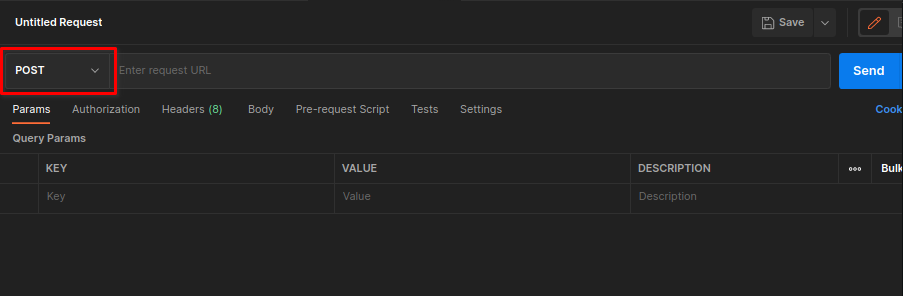 Untitled Request
Save
POST
Enter request URL
Send
Params Authorization Headers (8) Body Pre-request Script Tests Settings
Cook
Query Params
KEY VALUE DESCRIPTION Bulk
Key Value Description